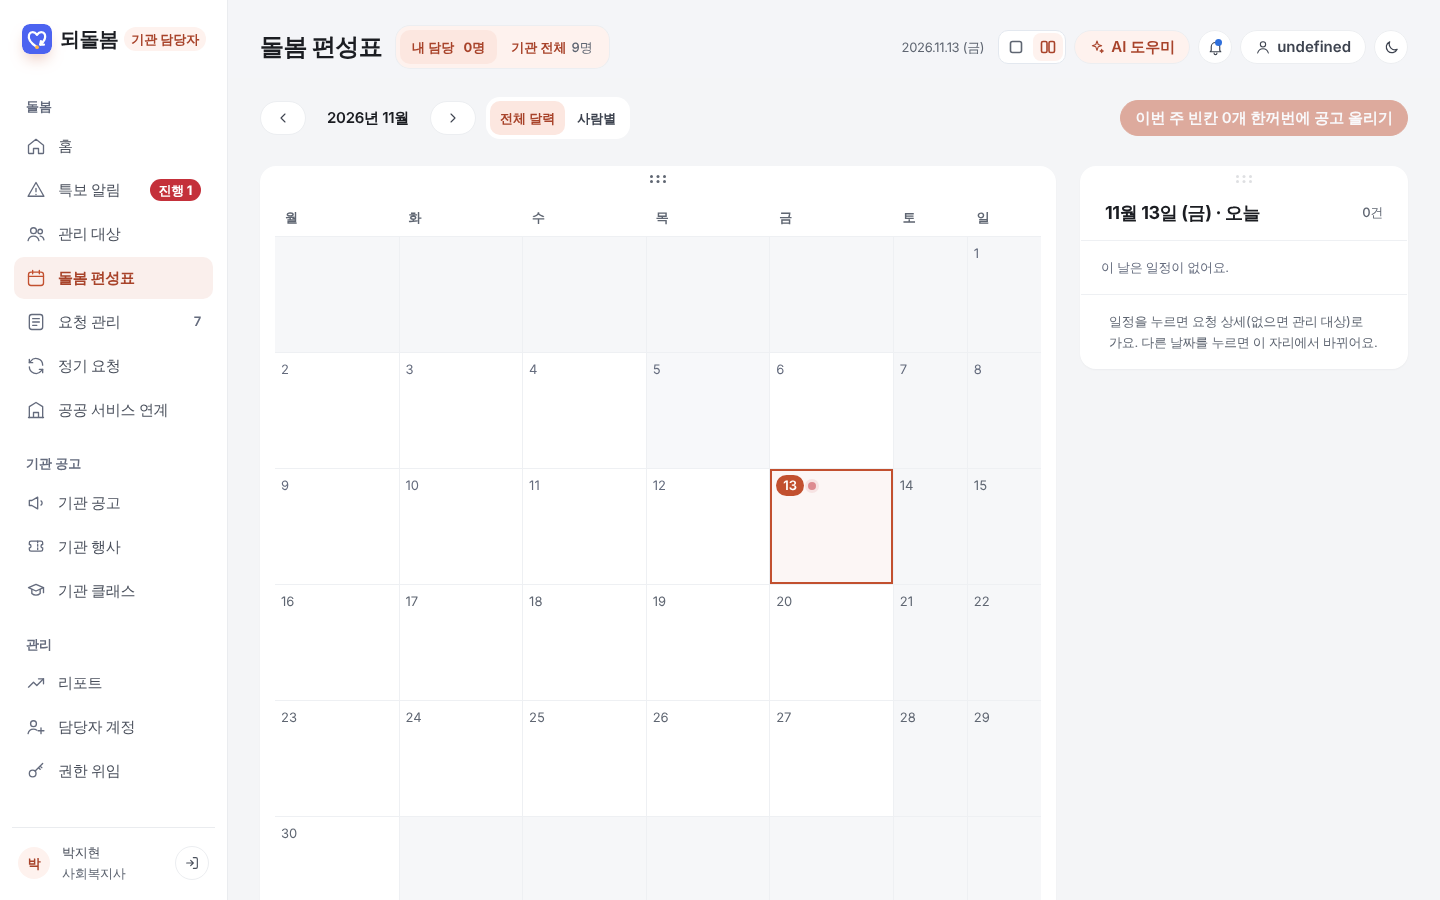 되돌봄 기관 담당자
돌봄
홈
특보 알림 진행 1
관리 대상
돌봄 편성표
요청 관리 7
정기 요청
공공 서비스 연계
기관 공고
기관 공고
기관 행사
기관 클래스
관리
리포트
담당자 계정
권한 위임
박 박지현
사회복지사
돌봄 편성표 내 담당 0명 기관 전체 9명
2026.11.13 (금) AI 도우미 undefined
2026년 11월 전체 달력 사람별
이번 주 빈칸 0개 한꺼번에 공고 올리기
월 화 수 목 금 토 일
1
2 3 4 5 6 7 8
9 10 11 12 13 14 15
16 17 18 19 20 21 22
23 24 25 26 27 28 29
30
11월 13일 (금) · 오늘 0건
이 날은 일정이 없어요.
일정을 누르면 요청 상세(없으면 관리 대상)로
가요. 다른 날짜를 누르면 이 자리에서 바뀌어요.